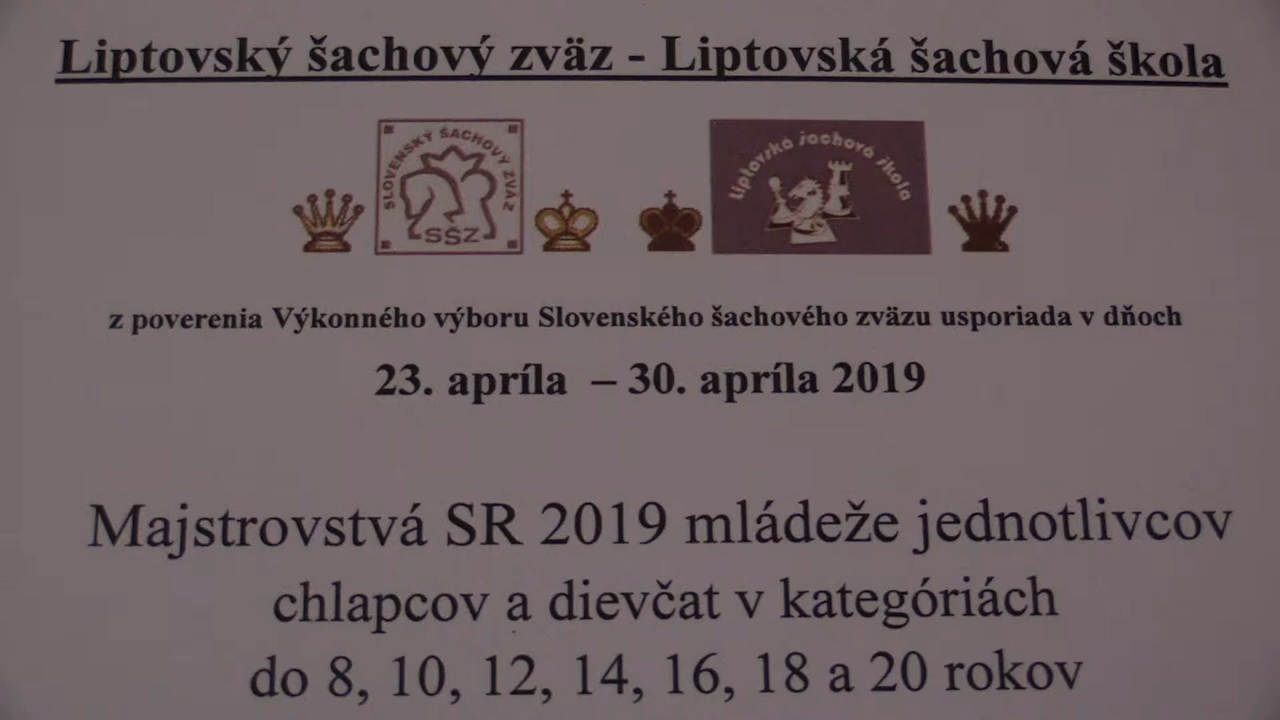 Liptovský šachový zväz - Liptovská šachová škola
SLOVENSKÝ ŠACHOVÝ ZVÄZ
SŠZ
Liptovská šachová škola
z poverenia Výkonného výboru Slovenského šachového zväzu usporiada v dňoch
23. apríla – 30. apríla 2019
Majstrovstvá SR 2019 mládeže jednotlivcov
chlapcov a dievčat v kategóriách
do 8, 10, 12, 14, 16, 18 a 20 rokov